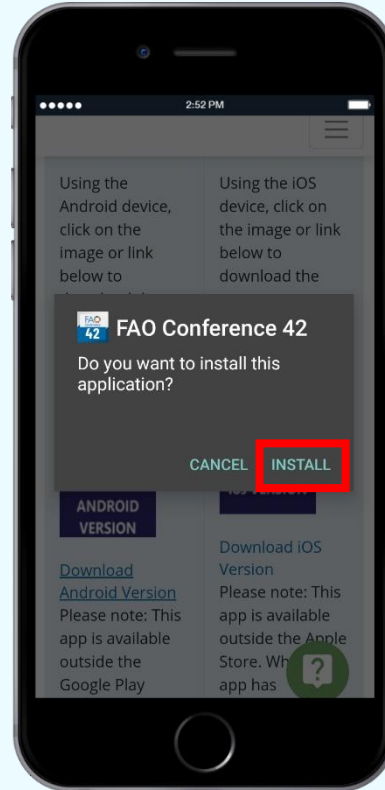 2:52 PM
Using the
Android device,
click on the
image or link
below to
Using the iOS
device, click on
the image or link
below to
download the
FAO
42
FAO Conference 42
Do you want to install this
application?
CANCEL INSTALL
ANDROID
VERSION
Download
Android Version
Please note: This
app is available
outside the
Google Play
Download iOS
Version
Please note: This
app is available
outside the Apple
Store.
app has
?